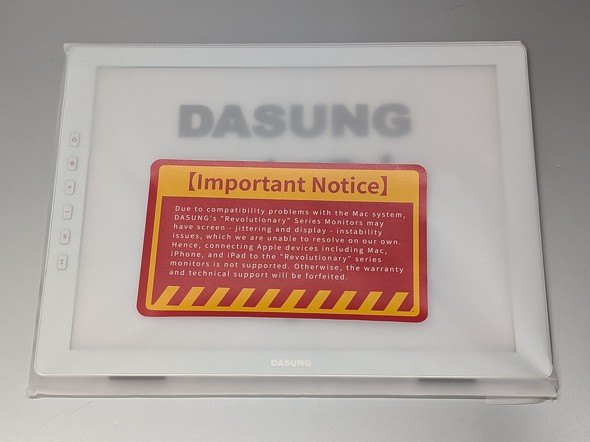 DASUNG
【Important Notice】
Due to compatibility problems with the Mac system,
DASUNG's "Revolutionary" Series Monitors may
have screen - jittering and display - instability
issues, which we are unable to resolve on our own.
Hence, connecting Apple devices including Mac,
iPhone, and iPad to the "Revolutionary" series
monitors is not supported. Otherwise, the warranty
and technical support will be forfeited.
DASUNG